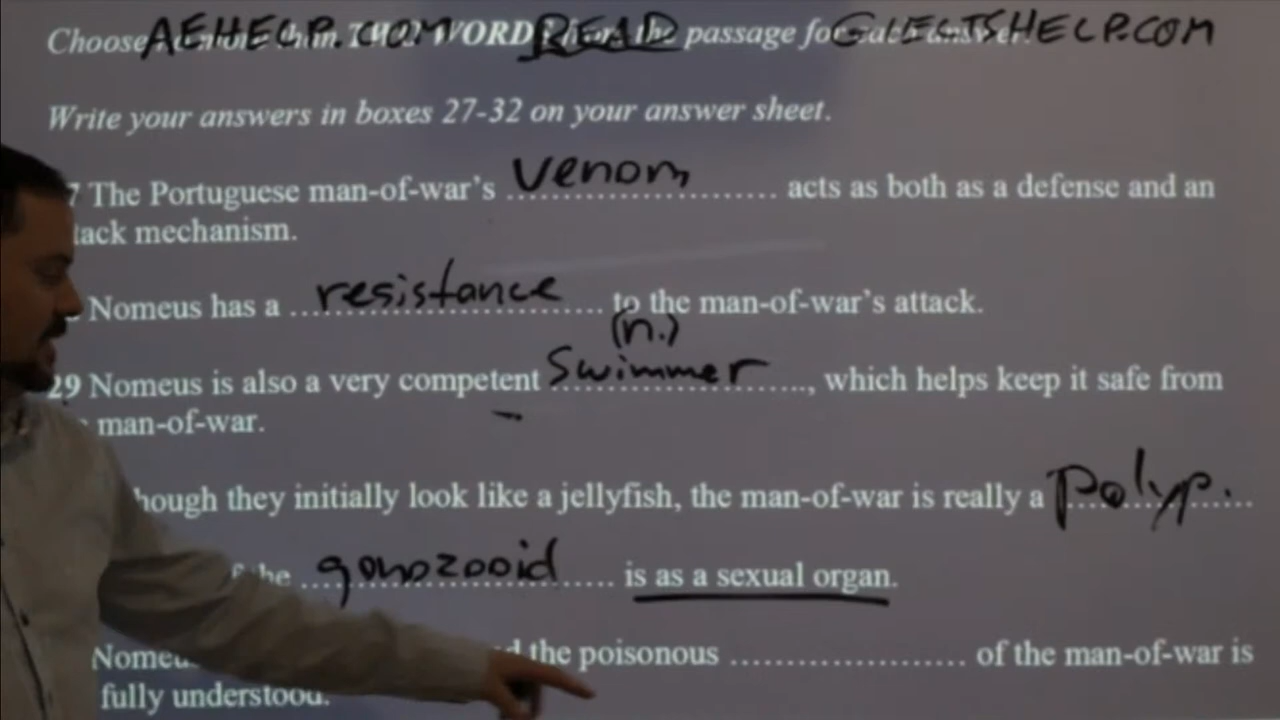 AEHELP.COM READ GIELTSHELP.COM
Choose more than TWO WORDS from the passage for each answer.
Write your answers in boxes 27-32 on your answer sheet.
7 The Portuguese man-of-war's venom acts as both as a defense and an
tack mechanism.
Nomeus has a resistance to the man-of-war's attack.
(n.)
29 Nomeus is also a very competent swimmer, which helps keep it safe from
man-of-war.
hough they initially look like a jellyfish, the man-of-war is really a polyp.
gonozooid is as a sexual organ.
the poisonous .................... of the man-of-war is
fully understood.